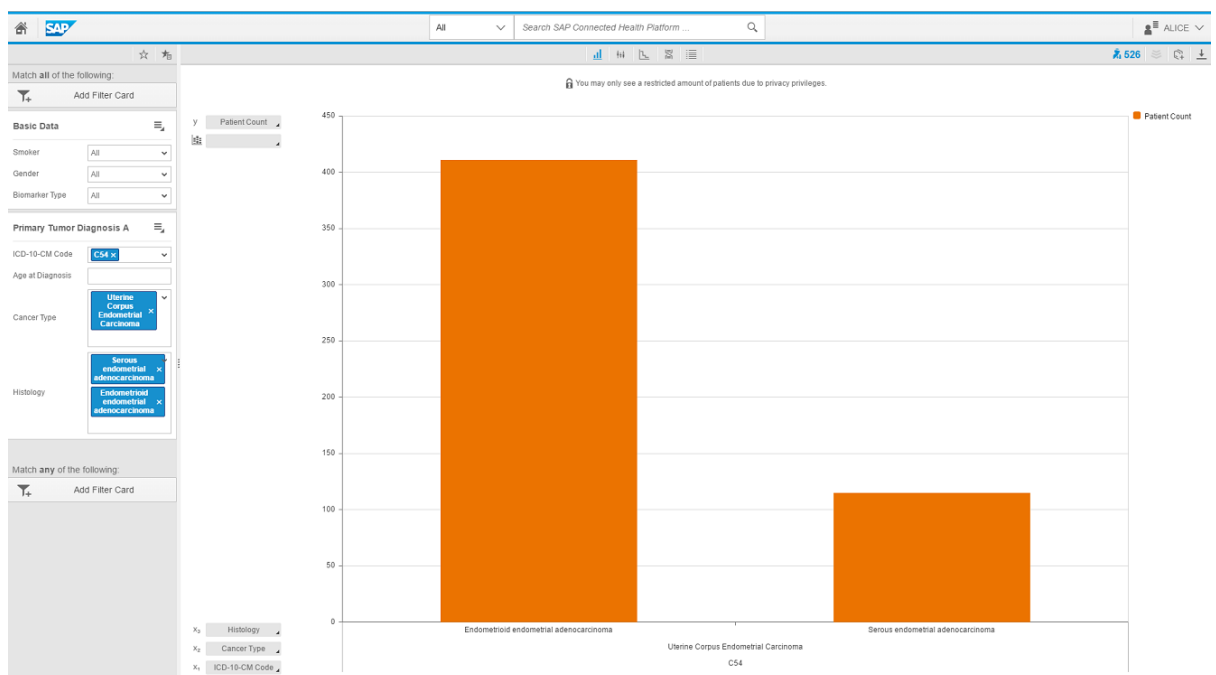 SAP
All
Search SAP Connected Health Platform ...
ALICE
526
Match all of the following:
Add Filter Card
You may only see a restricted amount of patients due to privacy privileges.
Basic Data
Smoker All
Gender All
Biomarker Type All
Primary Tumor Diagnosis A
ICD-10-CM Code C54 ×
Age at Diagnosis
Cancer Type
Uterine
Corpus
Endometrial
Carcinoma ×
Histology
Serous
endometrial
adenocarcinoma ×
Endometrioid
endometrial
adenocarcinoma ×
Match any of the following:
Add Filter Card
y Patient Count
450
400
350
300
250
200
150
100
50
0
Patient Count
x₃ Histology
Endometrioid endometrial adenocarcinoma
Serous endometrial adenocarcinoma
x₂ Cancer Type
Uterine Corpus Endometrial Carcinoma
x₁ ICD-10-CM Code
C54